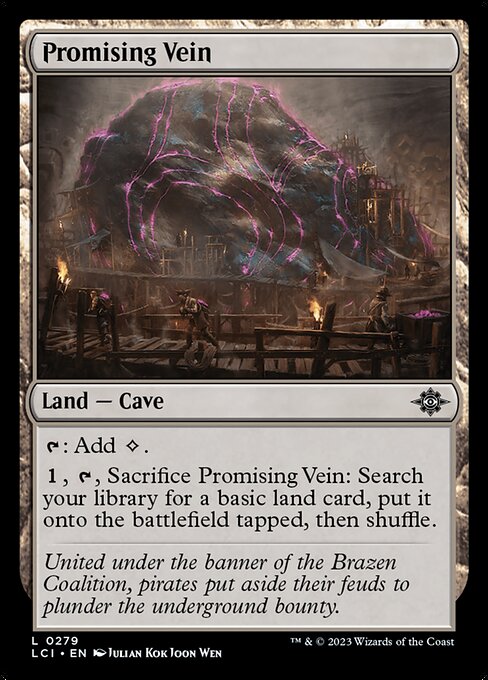 Promising Vein
Land — Cave
: Add .
1, , Sacrifice Promising Vein: Search
your library for a basic land card, put it
onto the battlefield tapped, then shuffle.
United under the banner of the Brazen
Coalition, pirates put aside their feuds to
plunder the underground bounty.
L 0279
LCI • EN Julian Kok Joon Wen
™ & © 2023 Wizards of the Coast